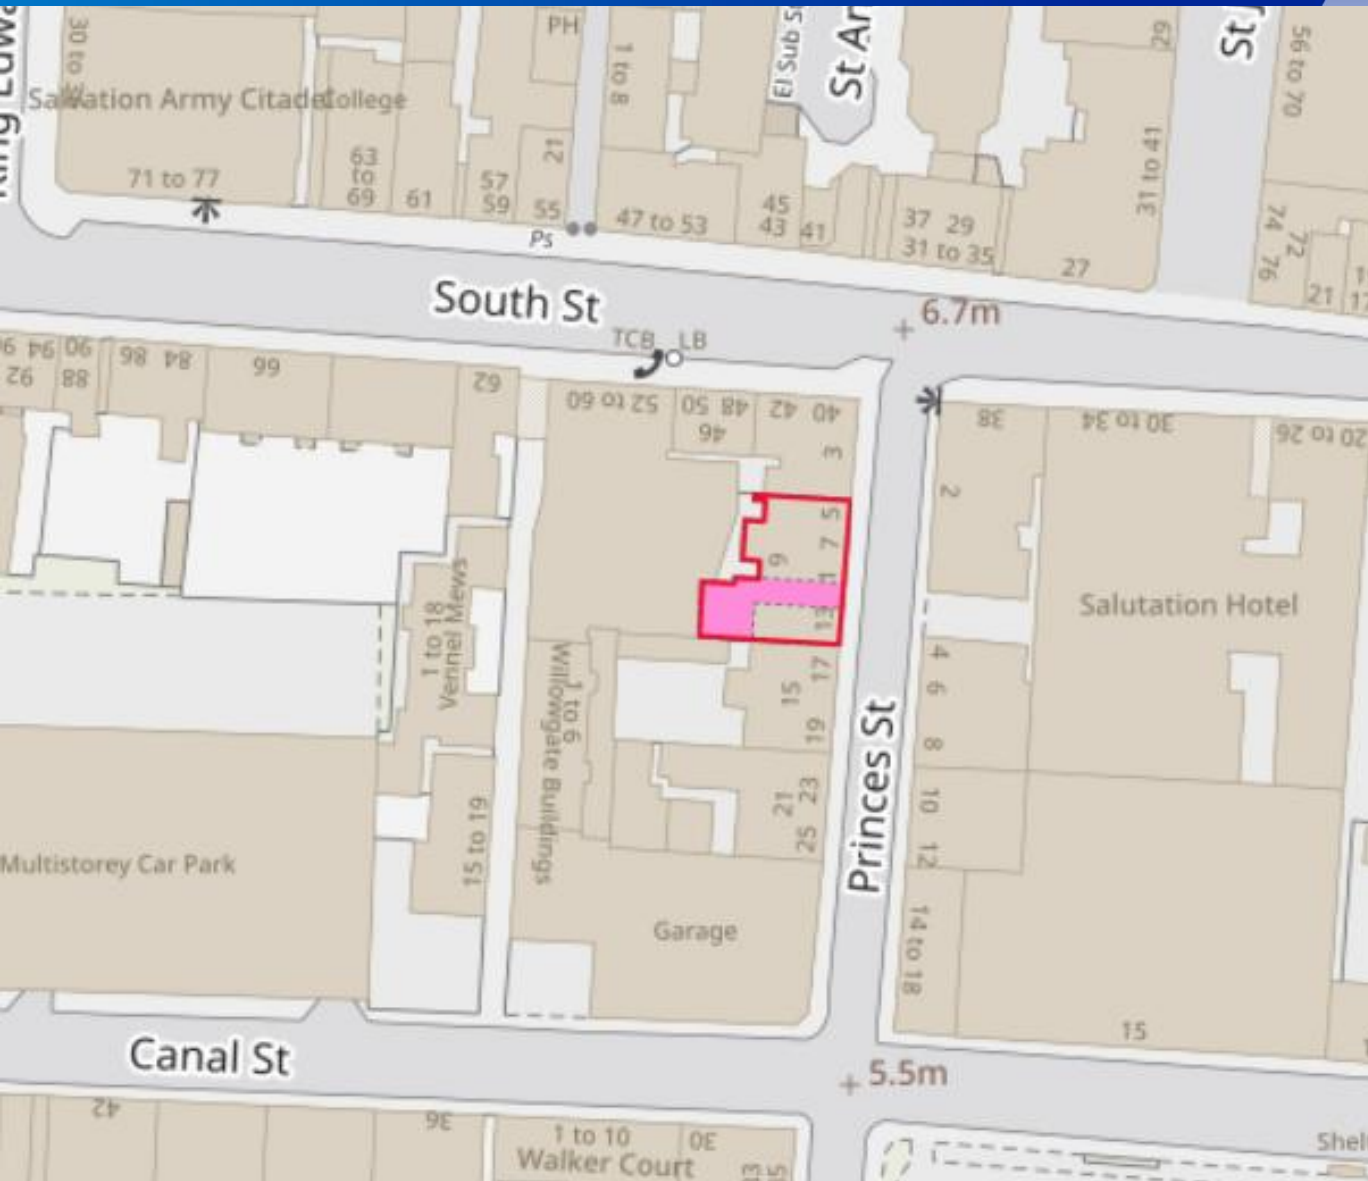 PH
29
56 to 70
1 to 8
El Sub S
St
Salvation Army Citadel
College
21
31 to 41
71 to 77
63
to
69
61
57
59
55
Ps
47 to 53
45
43
41
37
29
31 to 35
27
74
72
76
21
South St
6.7m
TCB
LB
94
92
90
88
86
84
66
62
52 to 60
50
48
46
42
40
3
38
30 to 34
20 to 26
2
5
7
9
13
Salutation Hotel
1 to 18
Vennel Mews
1 to 6
Willowgate Buildings
17
15
19
4
6
8
21
23
25
10
12
Princes St
Multistorey Car Park
15 to 19
Garage
14 to 18
15
Canal St
5.5m
42
36
1 to 10
30
Walker Court